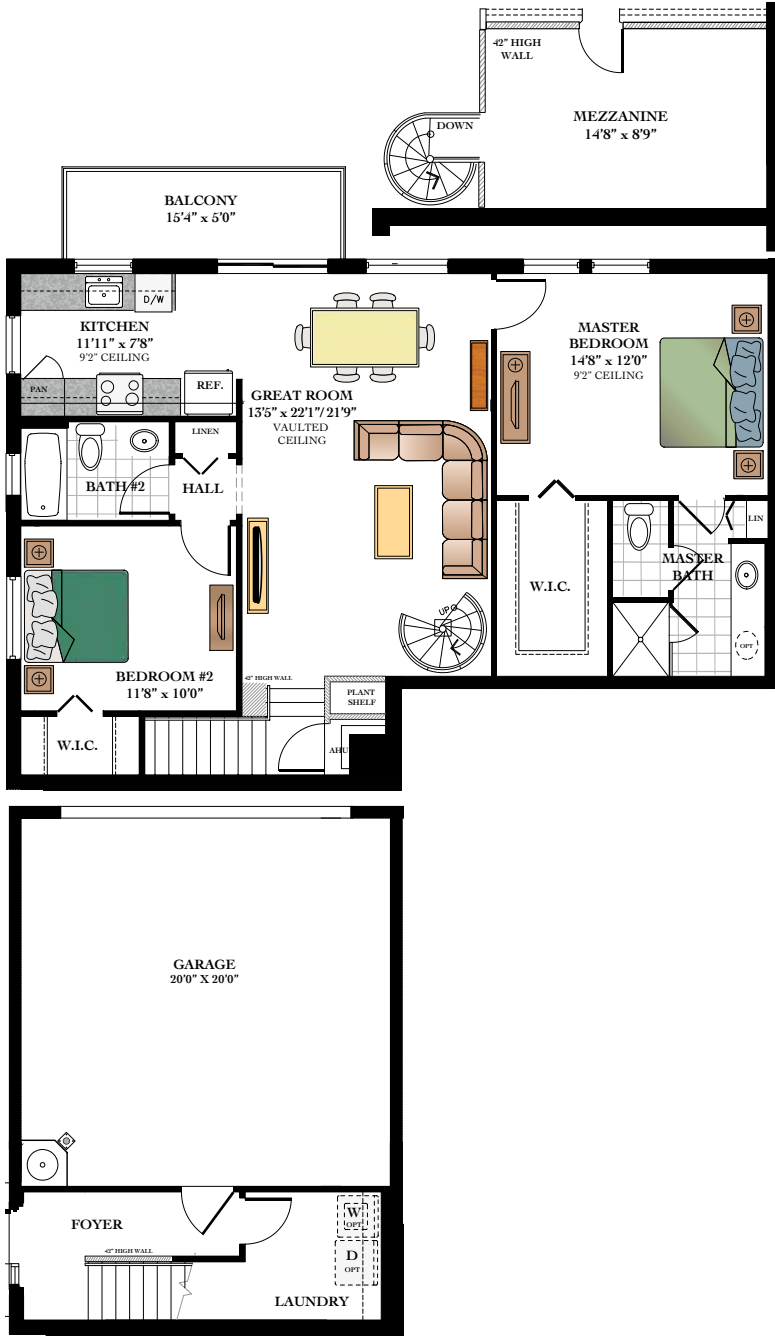 42" HIGH
WALL
DOWN
MEZZANINE
14'8" x 8'9"
BALCONY
15'4" x 5'0"
D/W
KITCHEN
11'11" x 7'8"
9'2" CEILING
PAN
REF.
MASTER
BEDROOM
14'8" x 12'0"
9'2" CEILING
GREAT ROOM
13'5" x 22'1"/ 21'9"
VAULTED
CEILING
LINEN
BATH #2
HALL
LIN
MASTER
BATH
W.I.C.
UP
OPT
BEDROOM #2
11'8" x 10'0"
42" HIGH WALL
PLANT
SHELF
W.I.C.
AHU
GARAGE
20'0" X 20'0"
FOYER
W
OPT
42" HIGH WALL
D
OPT
LAUNDRY